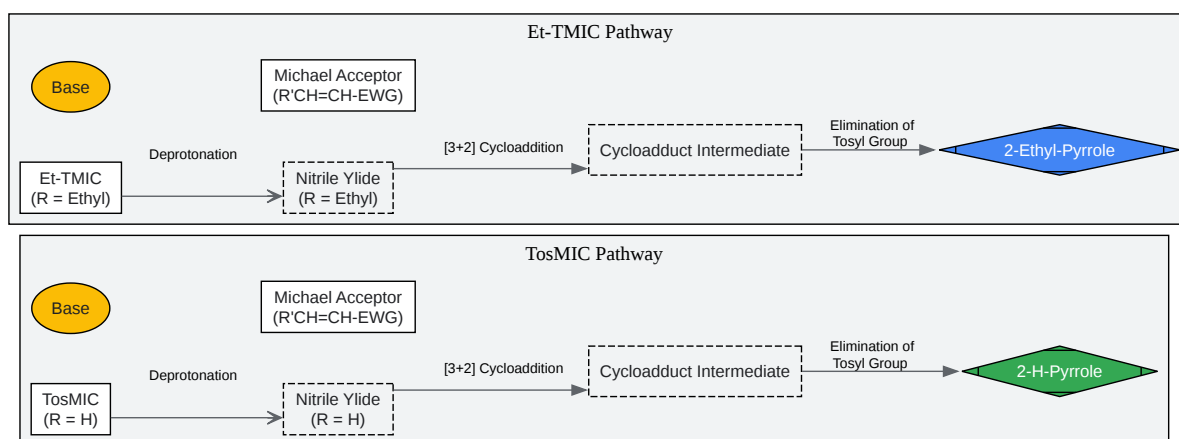 Et-TMIC Pathway
Base
Michael Acceptor
(R'CH=CH-EWG)
Deprotonation
[3+2] Cycloaddition
Elimination of
Tosyl Group
Et-TMIC
(R = Ethyl)
Nitrile Ylide
(R = Ethyl)
Cycloadduct Intermediate
2-Ethyl-Pyrrole
TosMIC Pathway
Base
Michael Acceptor
(R'CH=CH-EWG)
Deprotonation
[3+2] Cycloaddition
Elimination of
Tosyl Group
TosMIC
(R = H)
Nitrile Ylide
(R = H)
Cycloadduct Intermediate
2-H-Pyrrole